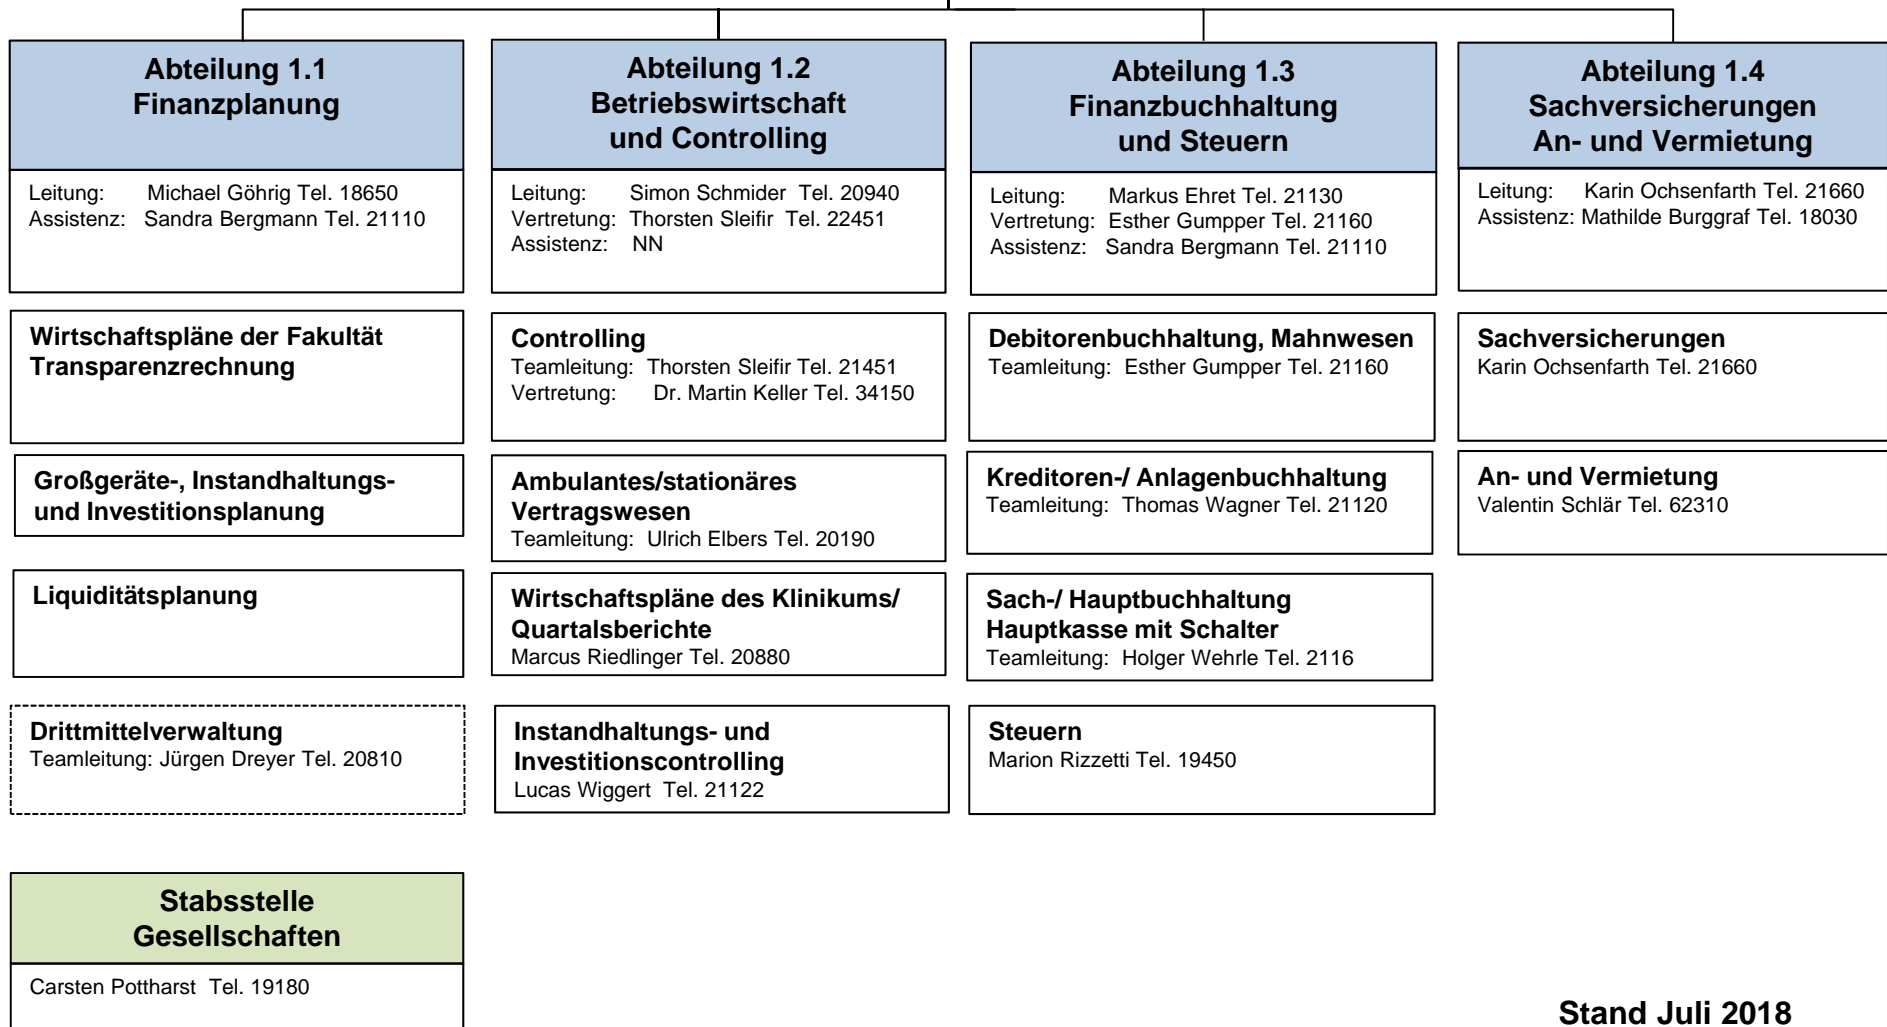 Abteilung 1.1
Finanzplanung
Leitung: Michael Göhrig Tel. 18650
Assistenz: Sandra Bergmann Tel. 21110
Wirtschaftspläne der Fakultät
Transparenzrechnung
Großgeräte-, Instandhaltungs-
und Investitionsplanung
Liquiditätsplanung
Drittmittelverwaltung
Teamleitung: Jürgen Dreyer Tel. 20810
Stabsstelle
Gesellschaften
Carsten Pottharst Tel. 19180
Abteilung 1.2
Betriebswirtschaft
und Controlling
Leitung: Simon Schmider Tel. 20940
Vertretung: Thorsten Sleifir Tel. 22451
Assistenz: NN
Controlling
Teamleitung: Thorsten Sleifir Tel. 21451
Vertretung: Dr. Martin Keller Tel. 34150
Ambulantes/stationäres
Vertragswesen
Teamleitung: Ulrich Elbers Tel. 20190
Wirtschaftspläne des Klinikums/
Quartalsberichte
Marcus Riedlinger Tel. 20880
Instandhaltungs- und
Investitionscontrolling
Lucas Wiggert Tel. 21122
Abteilung 1.3
Finanzbuchhaltung
und Steuern
Leitung: Markus Ehret Tel. 21130
Vertretung: Esther Gumpper Tel. 21160
Assistenz: Sandra Bergmann Tel. 21110
Debitorenbuchhaltung, Mahnwesen
Teamleitung: Esther Gumpper Tel. 21160
Kreditoren-/ Anlagenbuchhaltung
Teamleitung: Thomas Wagner Tel. 21120
Sach-/ Hauptbuchhaltung
Hauptkasse mit Schalter
Teamleitung: Holger Wehrle Tel. 2116
Steuern
Marion Rizzetti Tel. 19450
Abteilung 1.4
Sachversicherungen
An- und Vermietung
Leitung: Karin Ochsenfarth Tel. 21660
Assistenz: Mathilde Burggraf Tel. 18030
Sachversicherungen
Karin Ochsenfarth Tel. 21660
An- und Vermietung
Valentin Schlär Tel. 62310
Stand Juli 2018